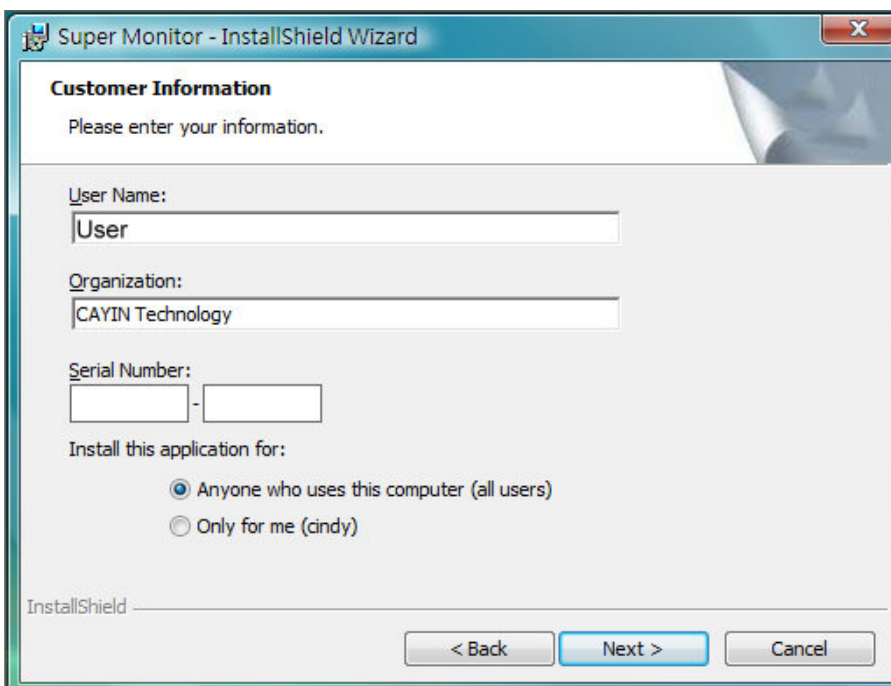 Super Monitor - InstallShield Wizard
Customer Information
Please enter your information.
User Name:
User
Organization:
CAYIN Technology
Serial Number:
-
Install this application for:
Anyone who uses this computer (all users)
Only for me (cindy)
InstallShield
< Back Next > Cancel